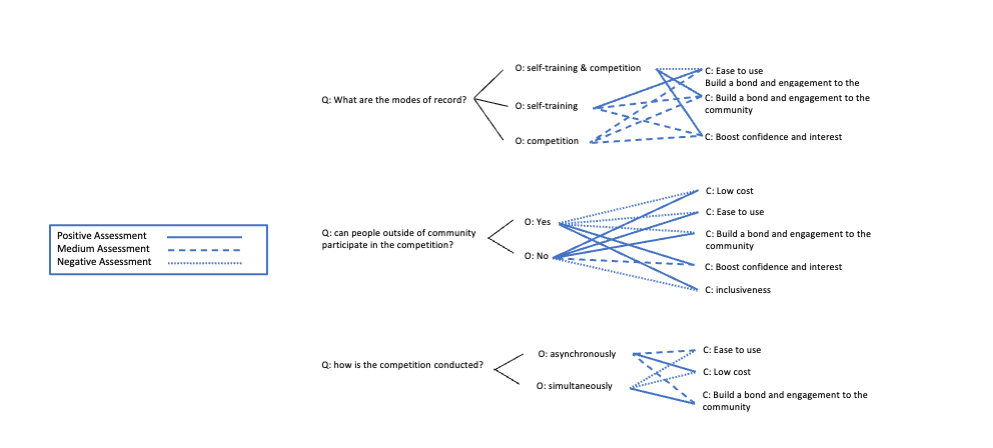 O: self-training & competition
C: Ease to use
Build a bond and engagement to the
Q: What are the modes of record?
O: self-training
C: Build a bond and engagement to the
community
O: competition
C: Boost confidence and interest
C: Low cost
O: Yes
C: Ease to use
Q: can people outside of community
participate in the competition?
C: Build a bond and engagement to the
community
O: No
C: Boost confidence and interest
C: inclusiveness
Positive Assessment
Medium Assessment
Negative Assessment
Q: how is the competition conducted?
O: asynchronously
C: Ease to use
C: Low cost
O: simultaneously
C: Build a bond and engagement to the
community